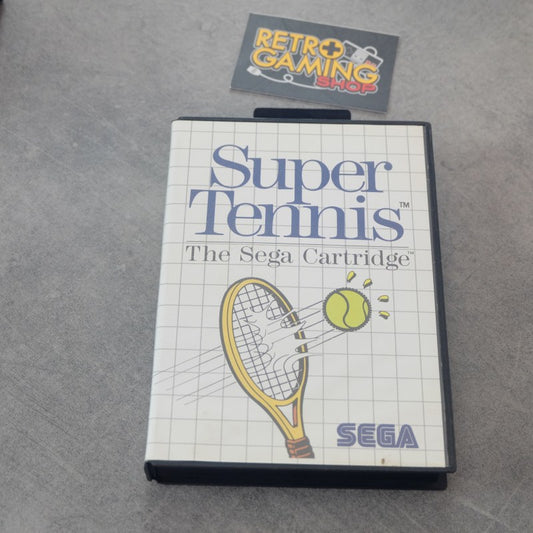 RETRO
GAMING
SHOP
Super
Tennis™
The Sega Cartridge™
SEGA